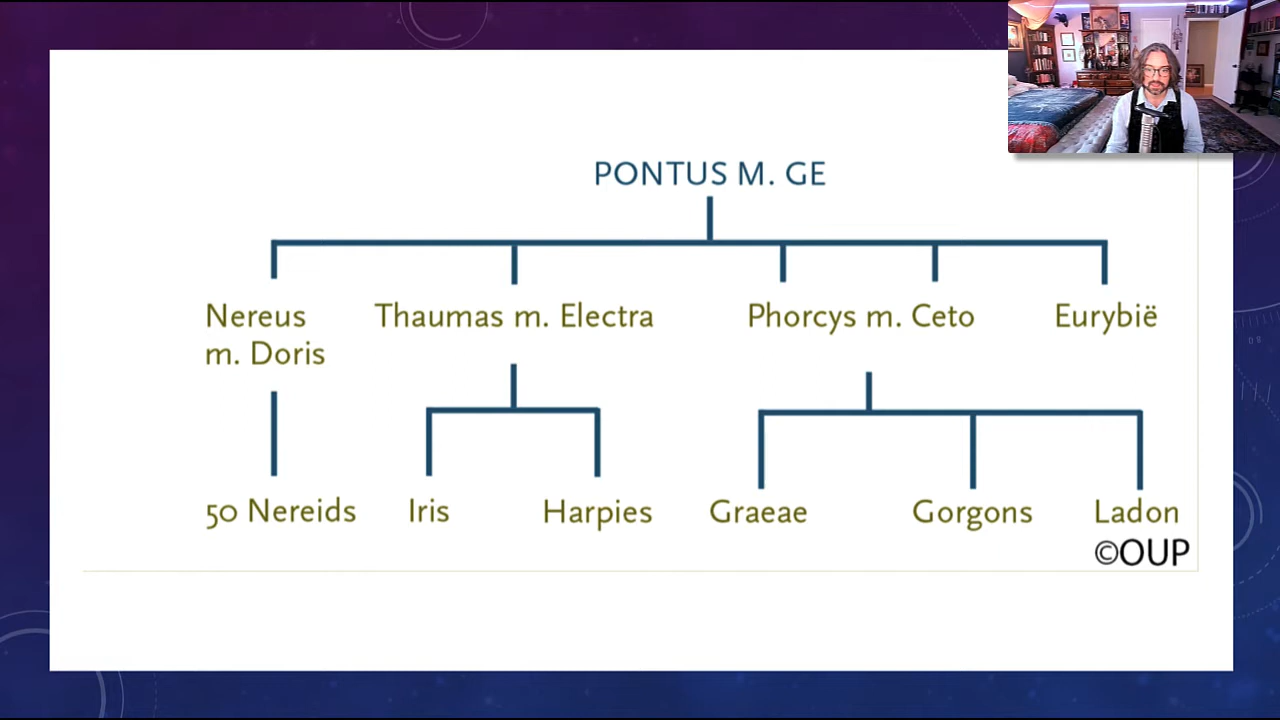 PONTUS M. GE
Nereus
m. Doris
Thaumas m. Electra
Phorcys m. Ceto
Eurybië
50 Nereids
Iris
Harpies
Graeae
Gorgons
Ladon
©OUP